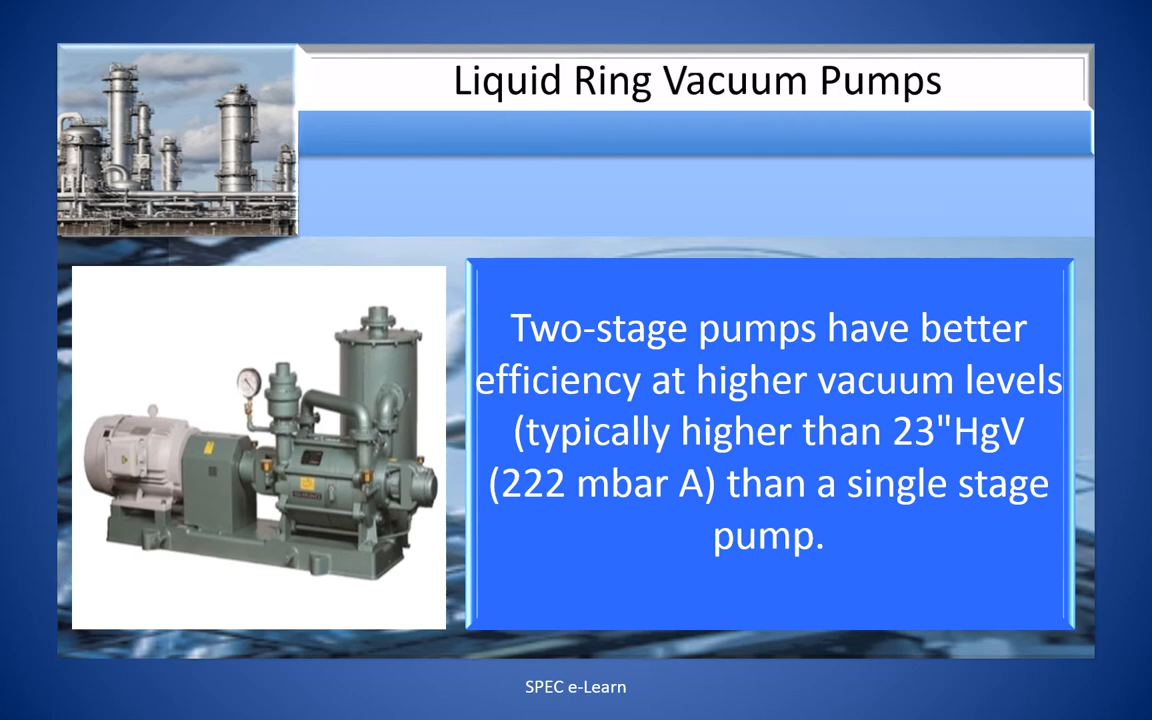 Liquid Ring Vacuum Pumps
Two-stage pumps have better
efficiency at higher vacuum levels
(typically higher than 23"HgV
(222 mbar A) than a single stage
pump.
SPEC e-Learn